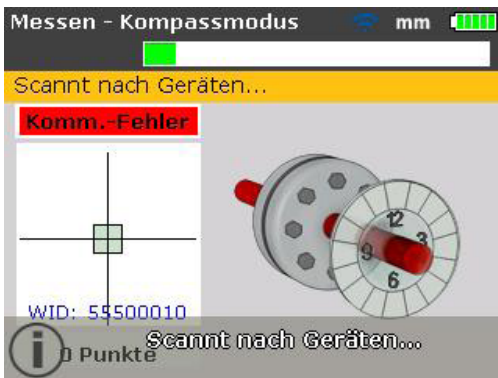 Messen - Kompassmodus mm
Scannt nach Geräten...
Komm.-Fehler
12
3
9
6
WID: 55500010
0 Punkte
Scannt nach Geräten...